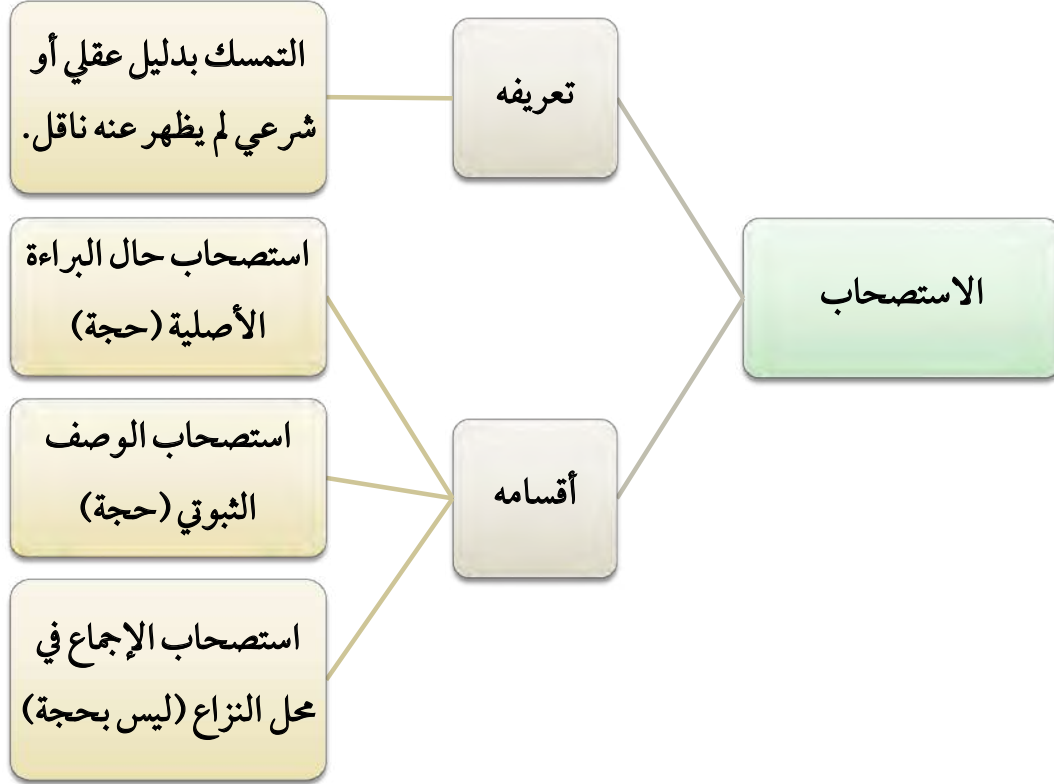 الاستصحاب
تعريفه
التمسك بدليل عقلي أو
شرعي لم يظهر عنه ناقل.
أقسامه
استصحاب حال البراءة
الأصلية (حجة)
استصحاب الوصف
الثبوتي (حجة)
استصحاب الإجماع في
محل النزاع (ليس بحجة)